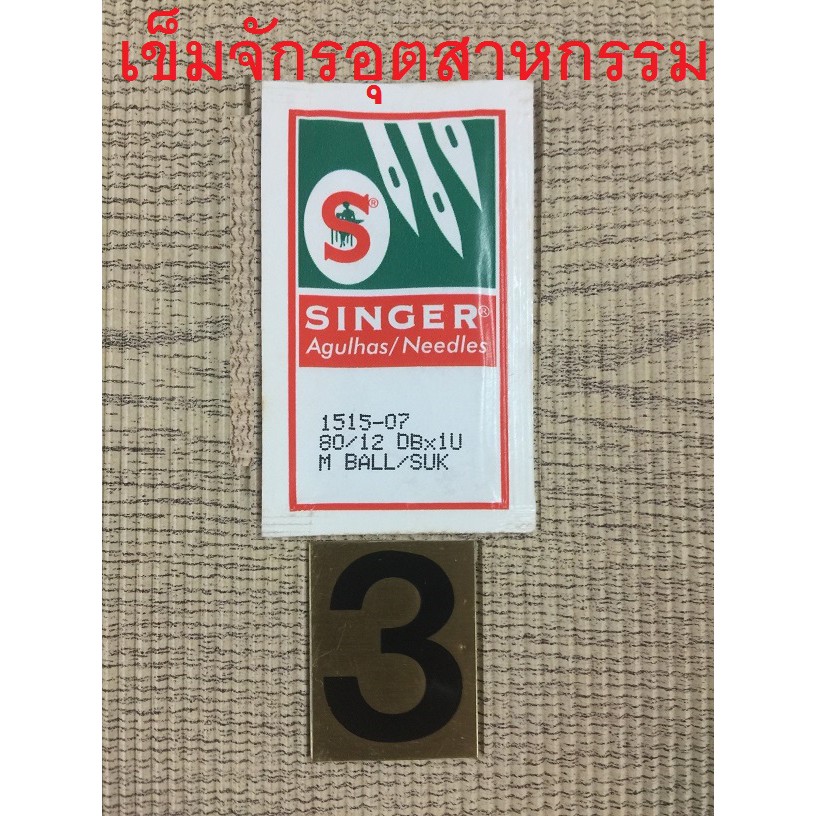 เข็มจักรอุตสาหกรรม
S®
SINGER®
Agulhas/Needles
1515-07
80/12 DBx1U
M BALL/SUK
3